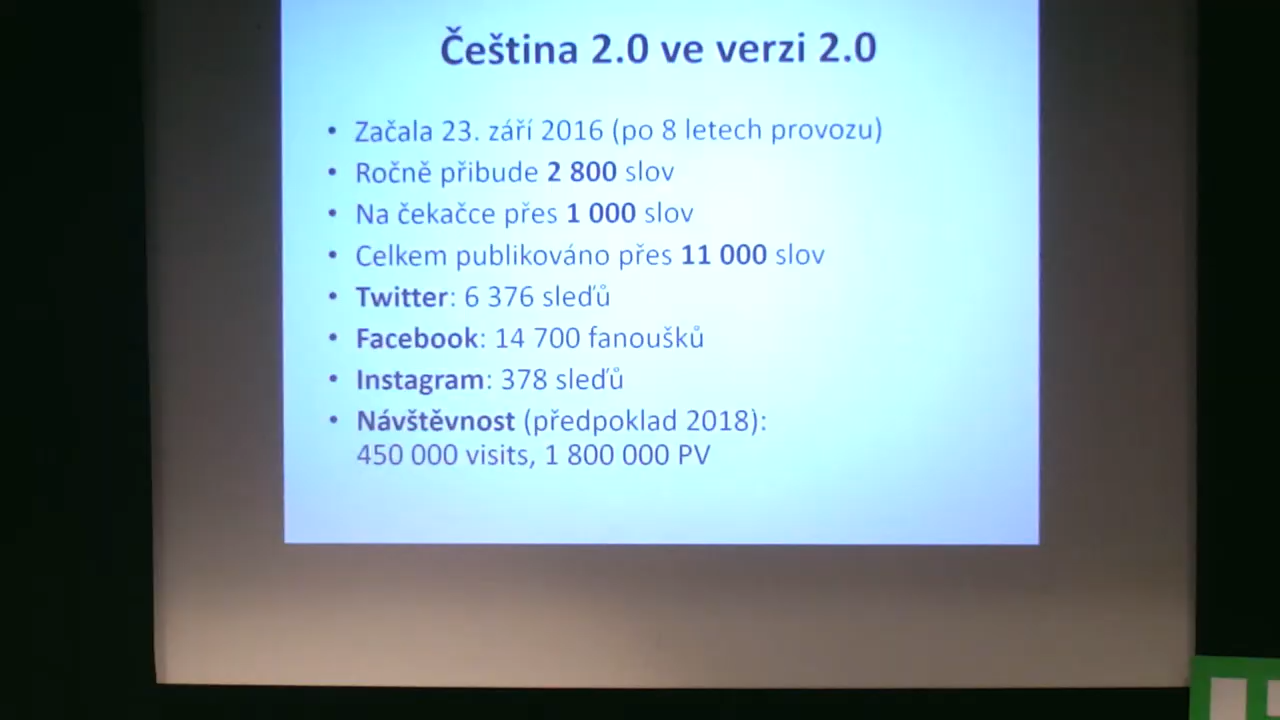 Čeština 2.0 ve verzi 2.0
• Začala 23. září 2016 (po 8 letech provozu)
• Ročně přibude 2 800 slov
• Na čekačce přes 1 000 slov
• Celkem publikováno přes 11 000 slov
• Twitter: 6 376 sleďů
• Facebook: 14 700 fanoušků
• Instagram: 378 sleďů
• Návštěvnost (předpoklad 2018):
450 000 visits, 1 800 000 PV